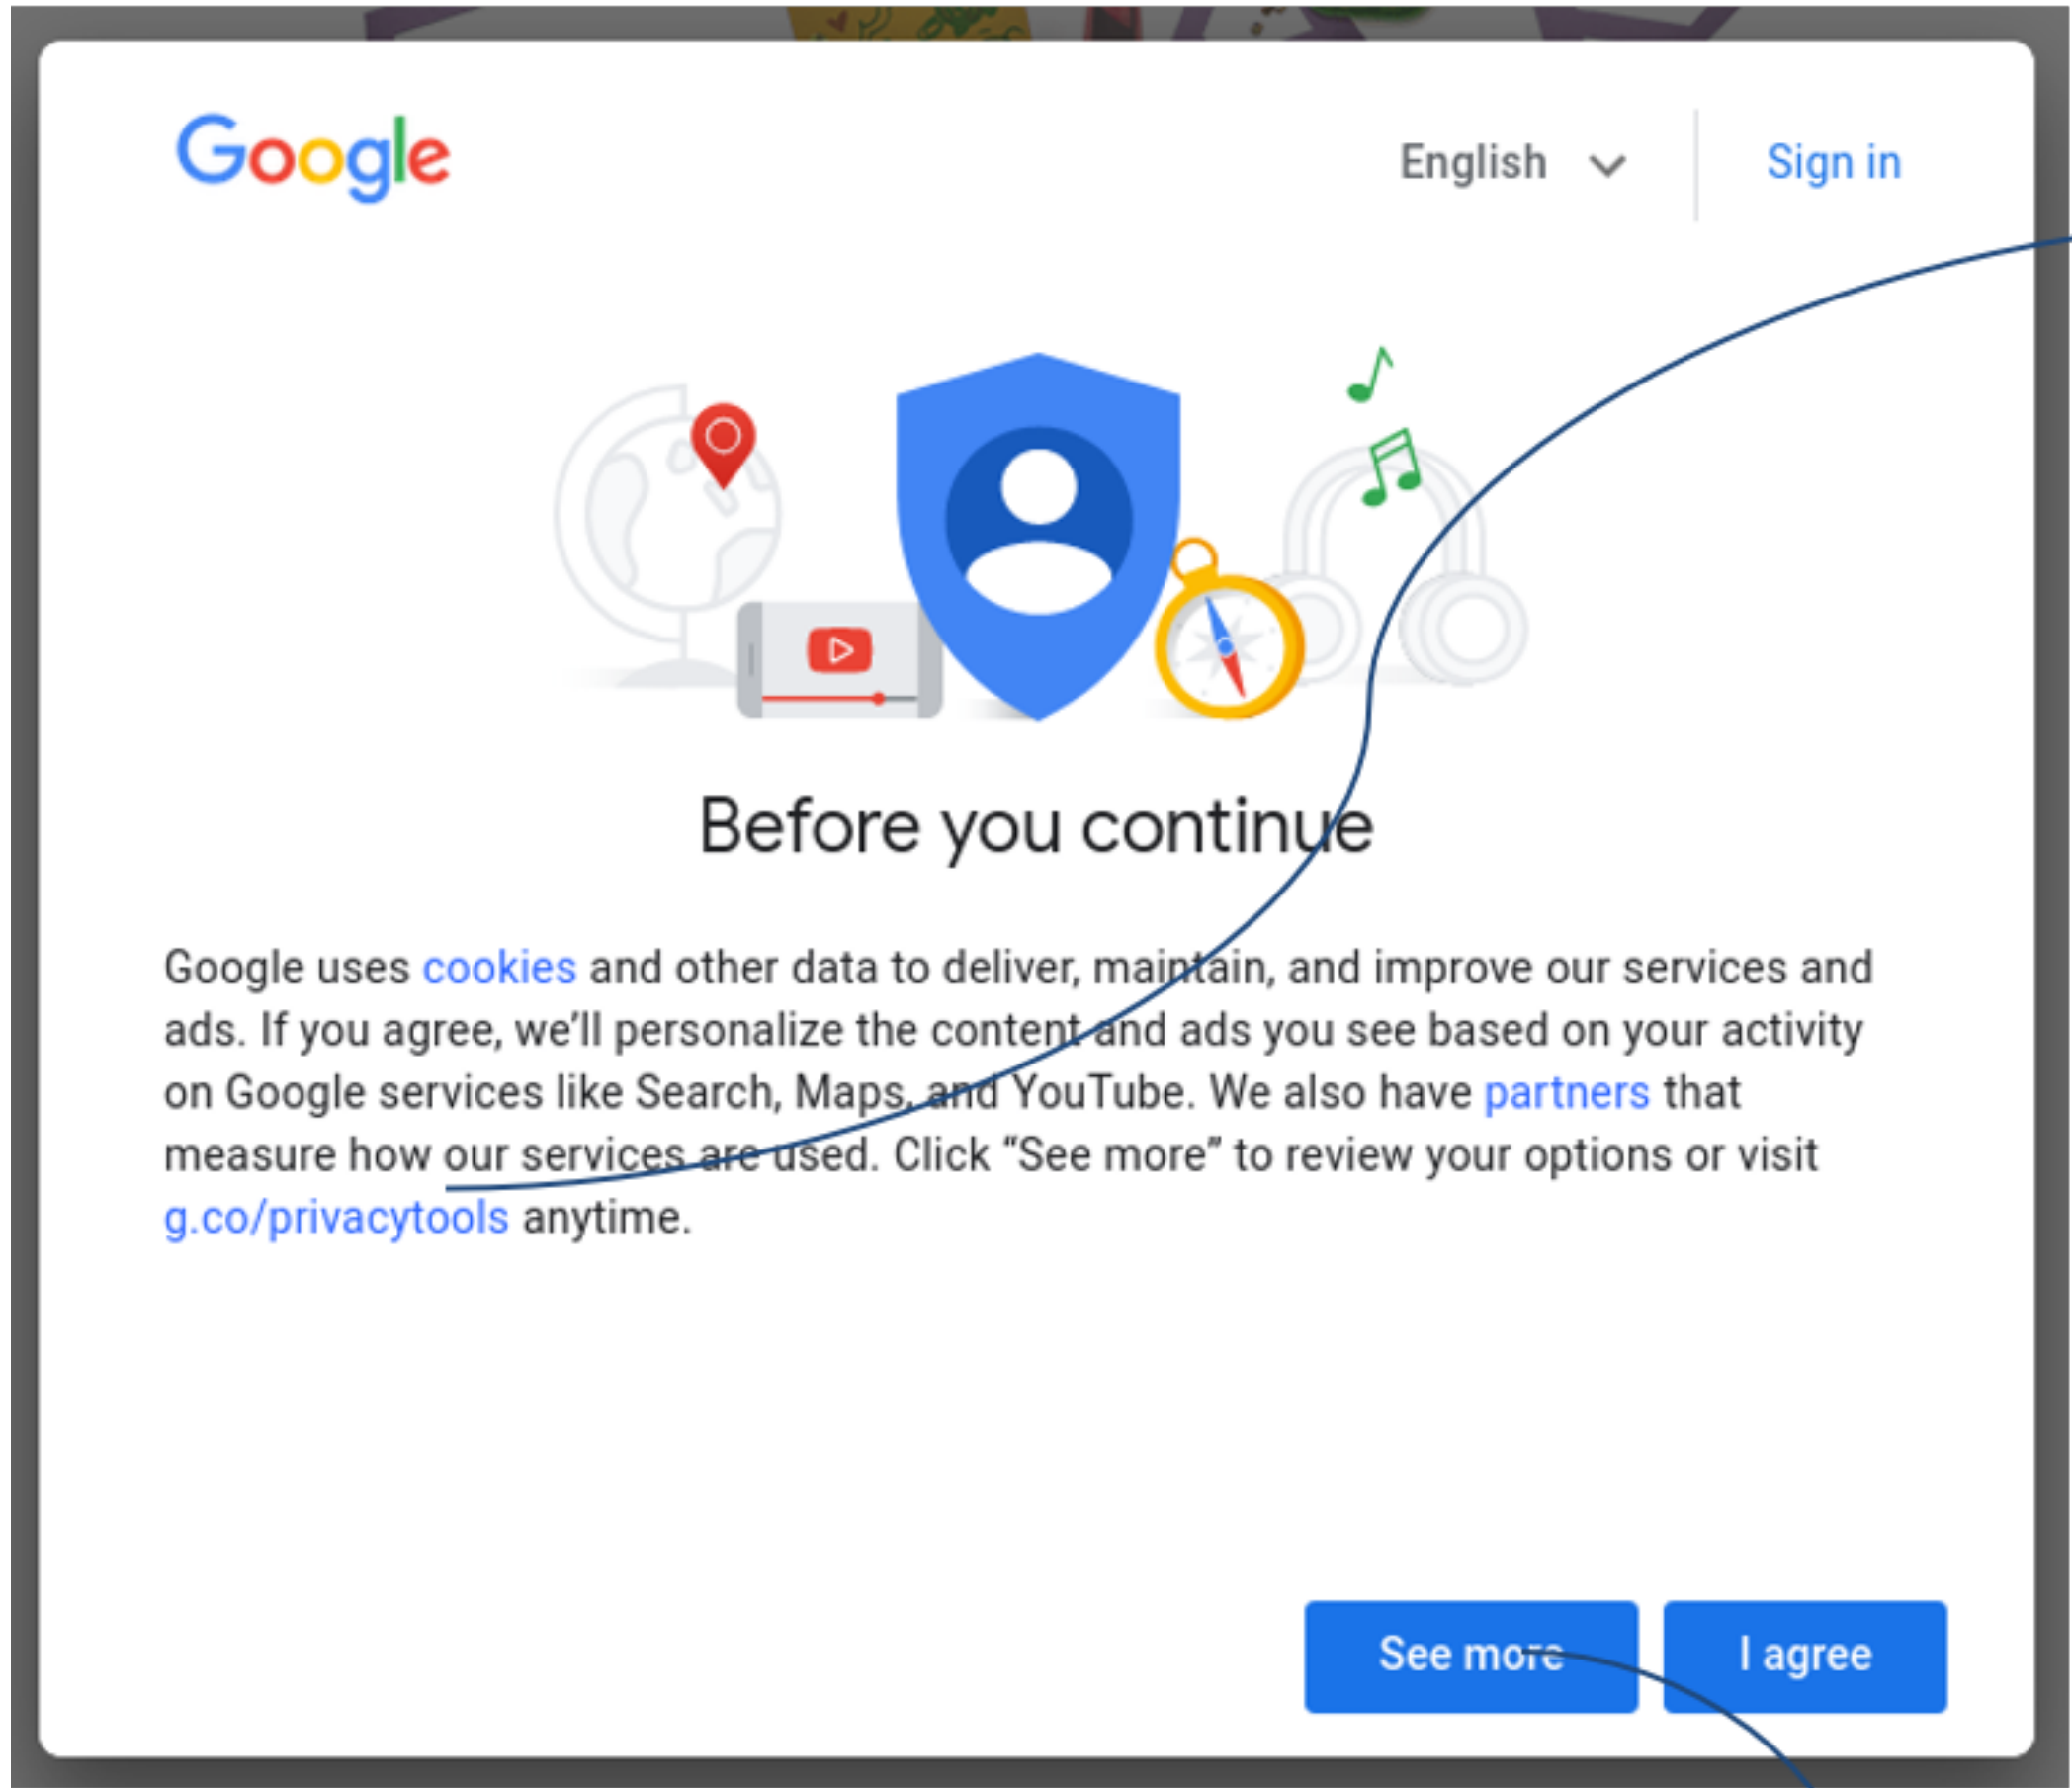 Google
English
Sign in
Before you continue
Google uses cookies and other data to deliver, maintain, and improve our services and
ads. If you agree, we’ll personalize the content and ads you see based on your activity
on Google services like Search, Maps, and YouTube. We also have partners that
measure how our services are used. Click “See more” to review your options or visit
g.co/privacytools anytime.
See more
I agree